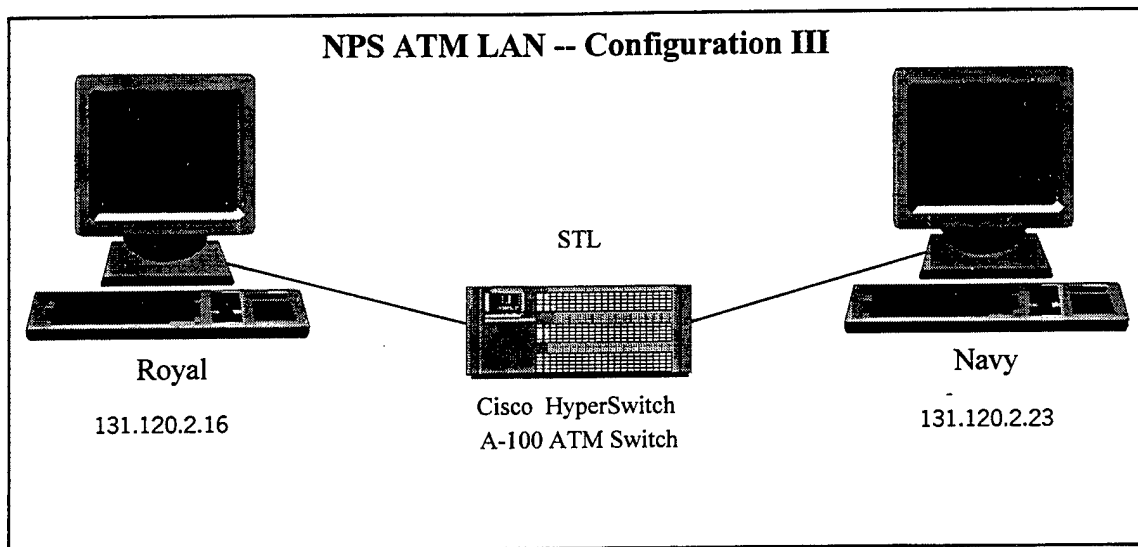 NPS ATM LAN -- Configuration III
STL
Royal
131.120.2.16
Cisco HyperSwitch
A-100 ATM Switch
Navy
131.120.2.23